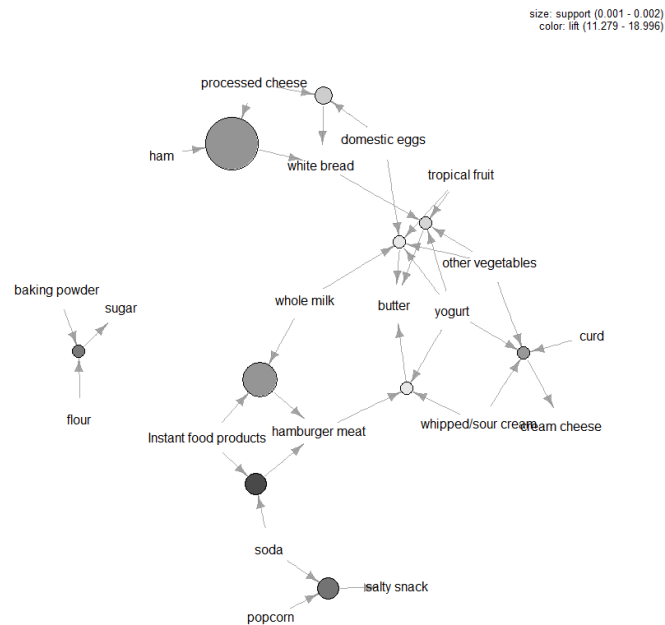 size: support (0.001 - 0.002)
color: lift (11.279 - 18.996)
processed cheese
domestic eggs
ham
white bread
tropical fruit
other vegetables
baking powder
whole milk
sugar
butter
yogurt
curd
flour
whipped/sour cream
cream cheese
Instant food products
hamburger meat
soda
salty snack
popcorn